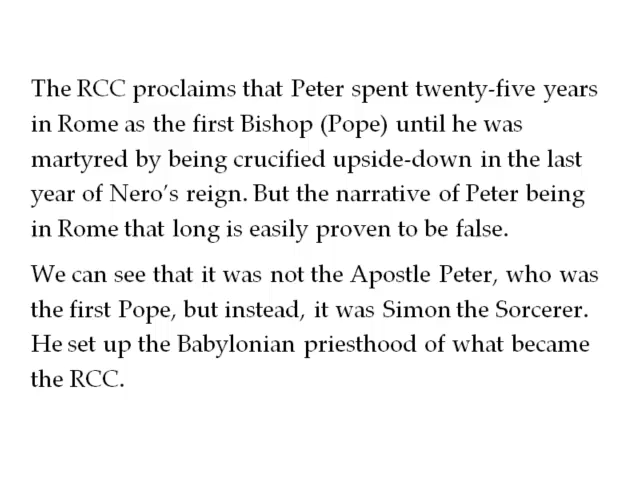 The RCC proclaims that Peter spent twenty-five years
in Rome as the first Bishop (Pope) until he was
martyred by being crucified upside-down in the last
year of Nero’s reign. But the narrative of Peter being
in Rome that long is easily proven to be false.
We can see that it was not the Apostle Peter, who was
the first Pope, but instead, it was Simon the Sorcerer.
He set up the Babylonian priesthood of what became
the RCC.